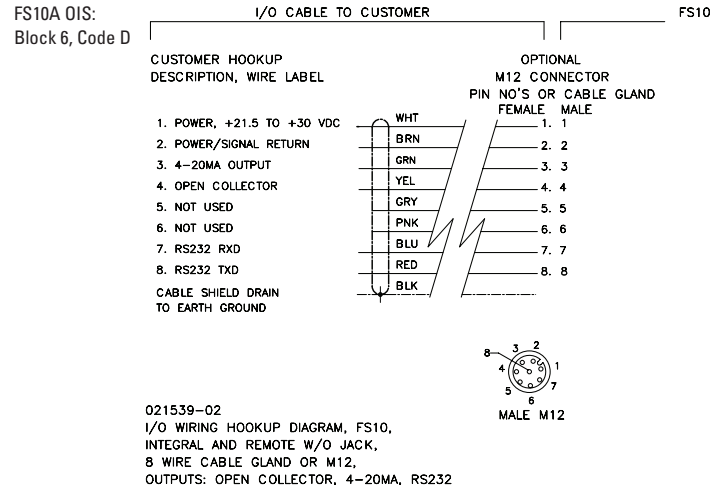 FS10A OIS:
Block 6, Code D
I/O CABLE TO CUSTOMER
FS10
CUSTOMER HOOKUP
DESCRIPTION, WIRE LABEL
OPTIONAL
M12 CONNECTOR
PIN NO'S OR CABLE GLAND
FEMALE MALE
1. POWER, +21.5 TO +30 VDC WHT 1. 1
2. POWER/SIGNAL RETURN BRN 2. 2
3. 4-20MA OUTPUT GRN 3. 3
4. OPEN COLLECTOR YEL 4. 4
5. NOT USED GRY 5. 5
6. NOT USED PNK 6. 6
7. RS232 RXD BLU 7. 7
8. RS232 TXD RED 8. 8
CABLE SHIELD DRAIN BLK
TO EARTH GROUND
8 3 2
4 1
5 7
6
MALE M12
021539-02
I/O WIRING HOOKUP DIAGRAM, FS10,
INTEGRAL AND REMOTE W/O JACK,
8 WIRE CABLE GLAND OR M12,
OUTPUTS: OPEN COLLECTOR, 4-20MA, RS232